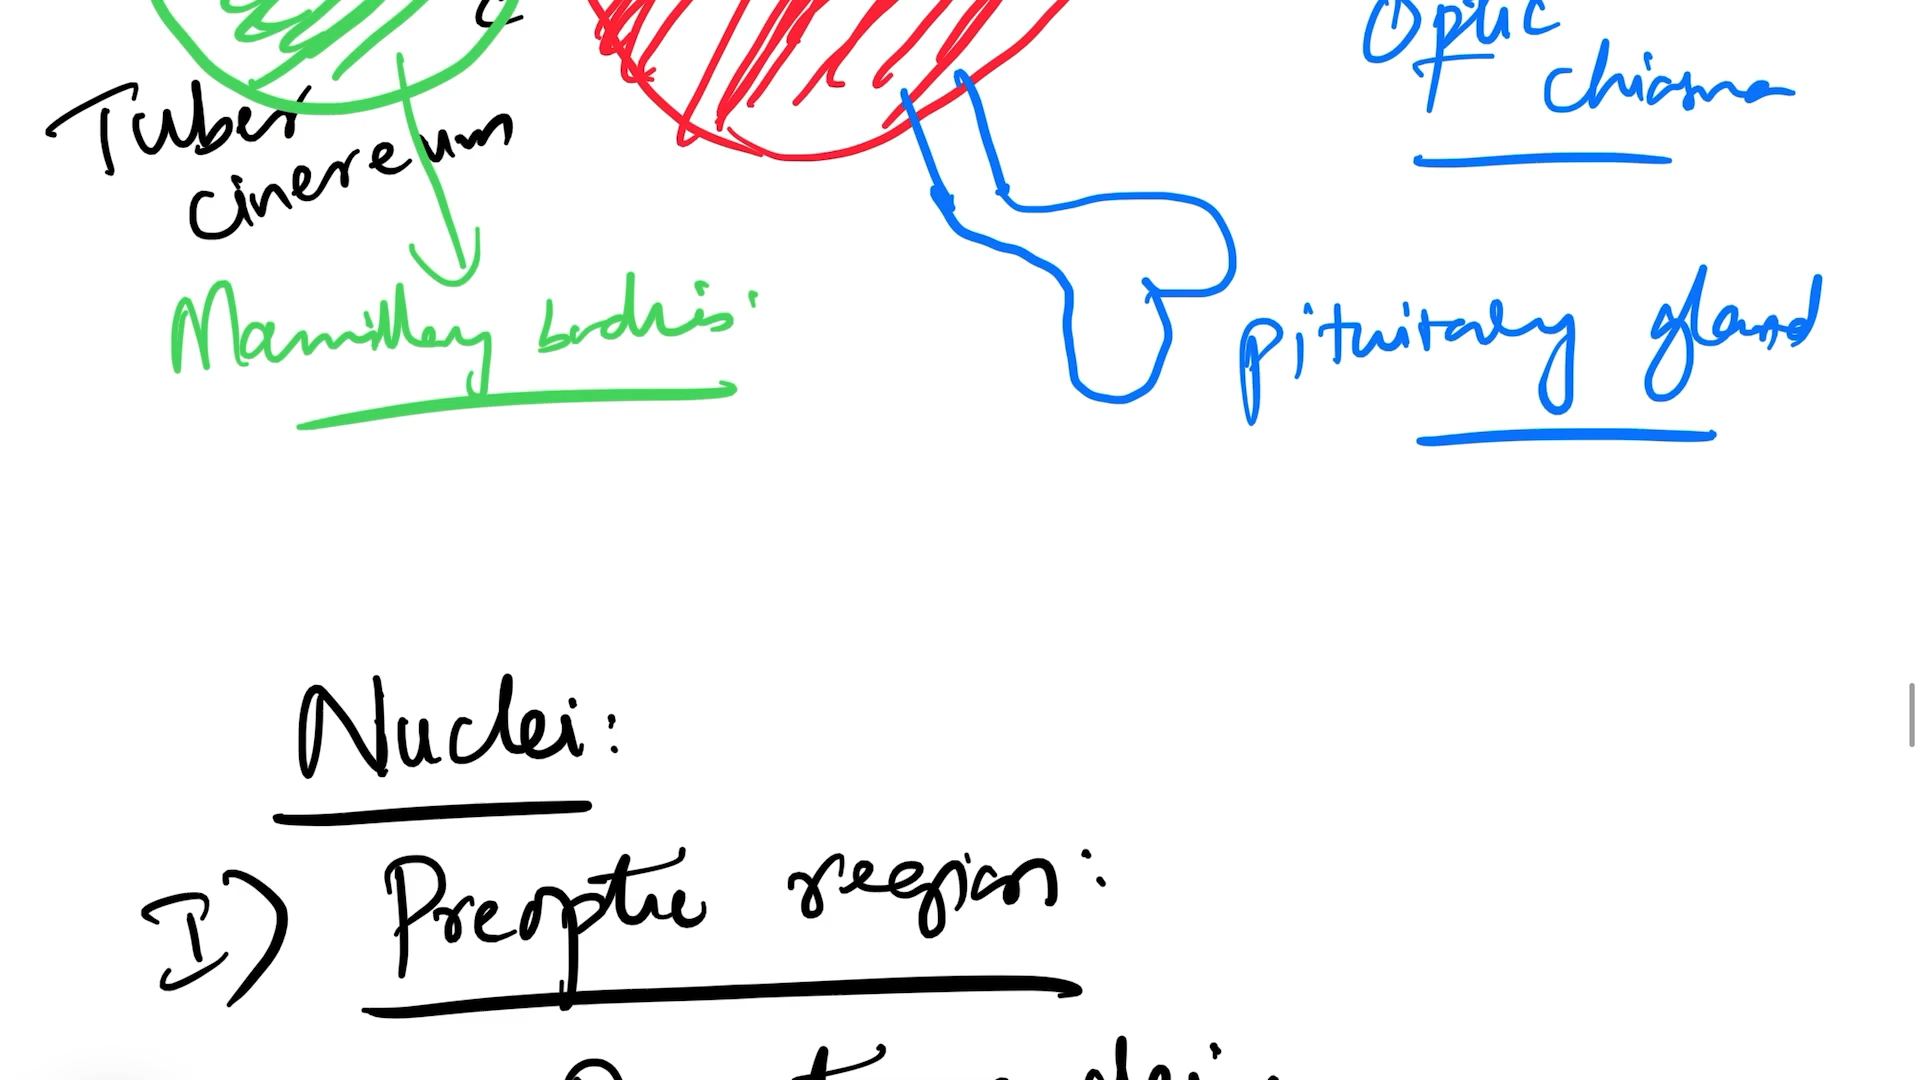 Optic
chiasma
Tuber
cinereum
Mamillary bodies
pituitary gland
Nuclei:
I) Preoptic region: